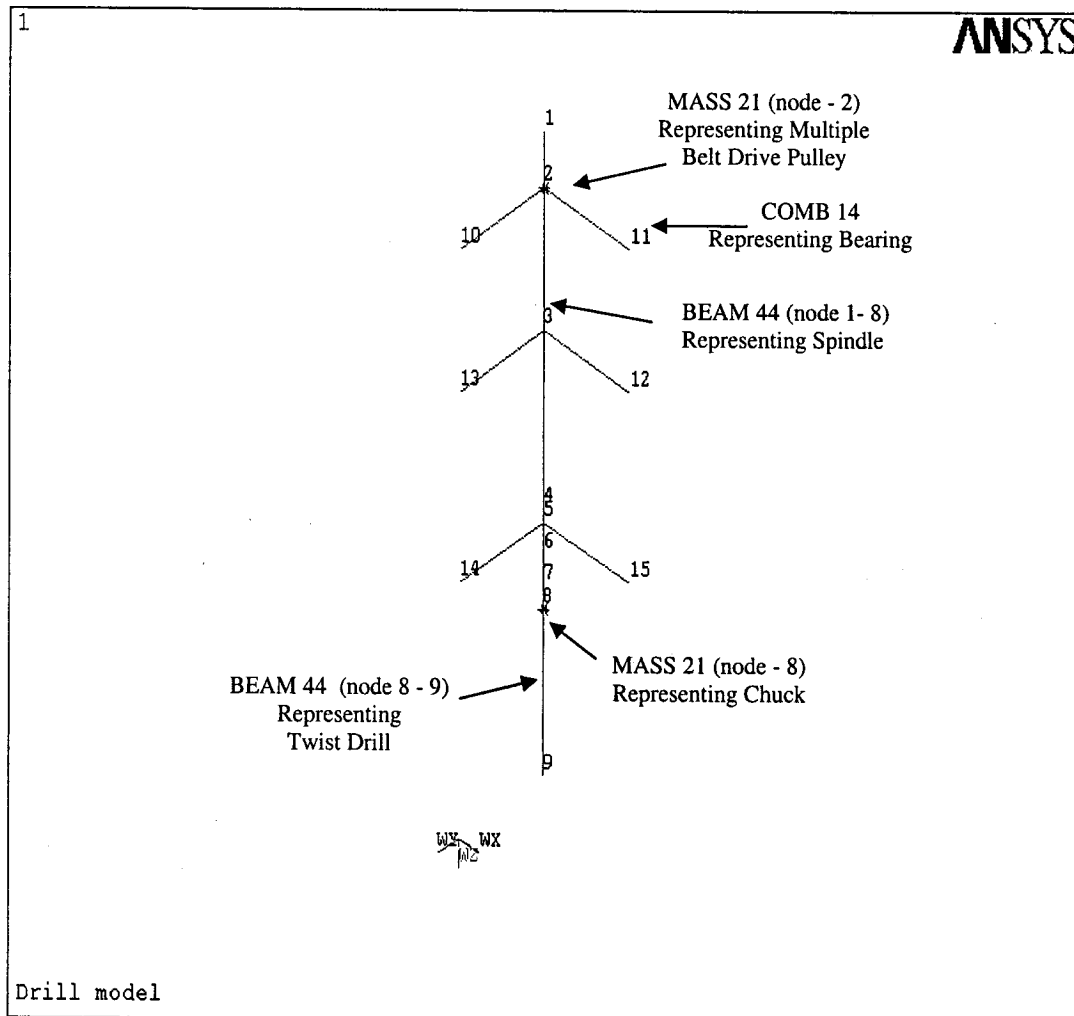 1
ANSYS
MASS 21 (node - 2)
Representing Multiple
Belt Drive Pulley
1
2
COMB 14
Representing Bearing
10
11
BEAM 44 (node 1- 8)
Representing Spindle
3
13
12
4
5
6
14
7
15
8
MASS 21 (node - 8)
Representing Chuck
BEAM 44 (node 8 - 9)
Representing
Twist Drill
9
WY
WX
WZ
Drill model